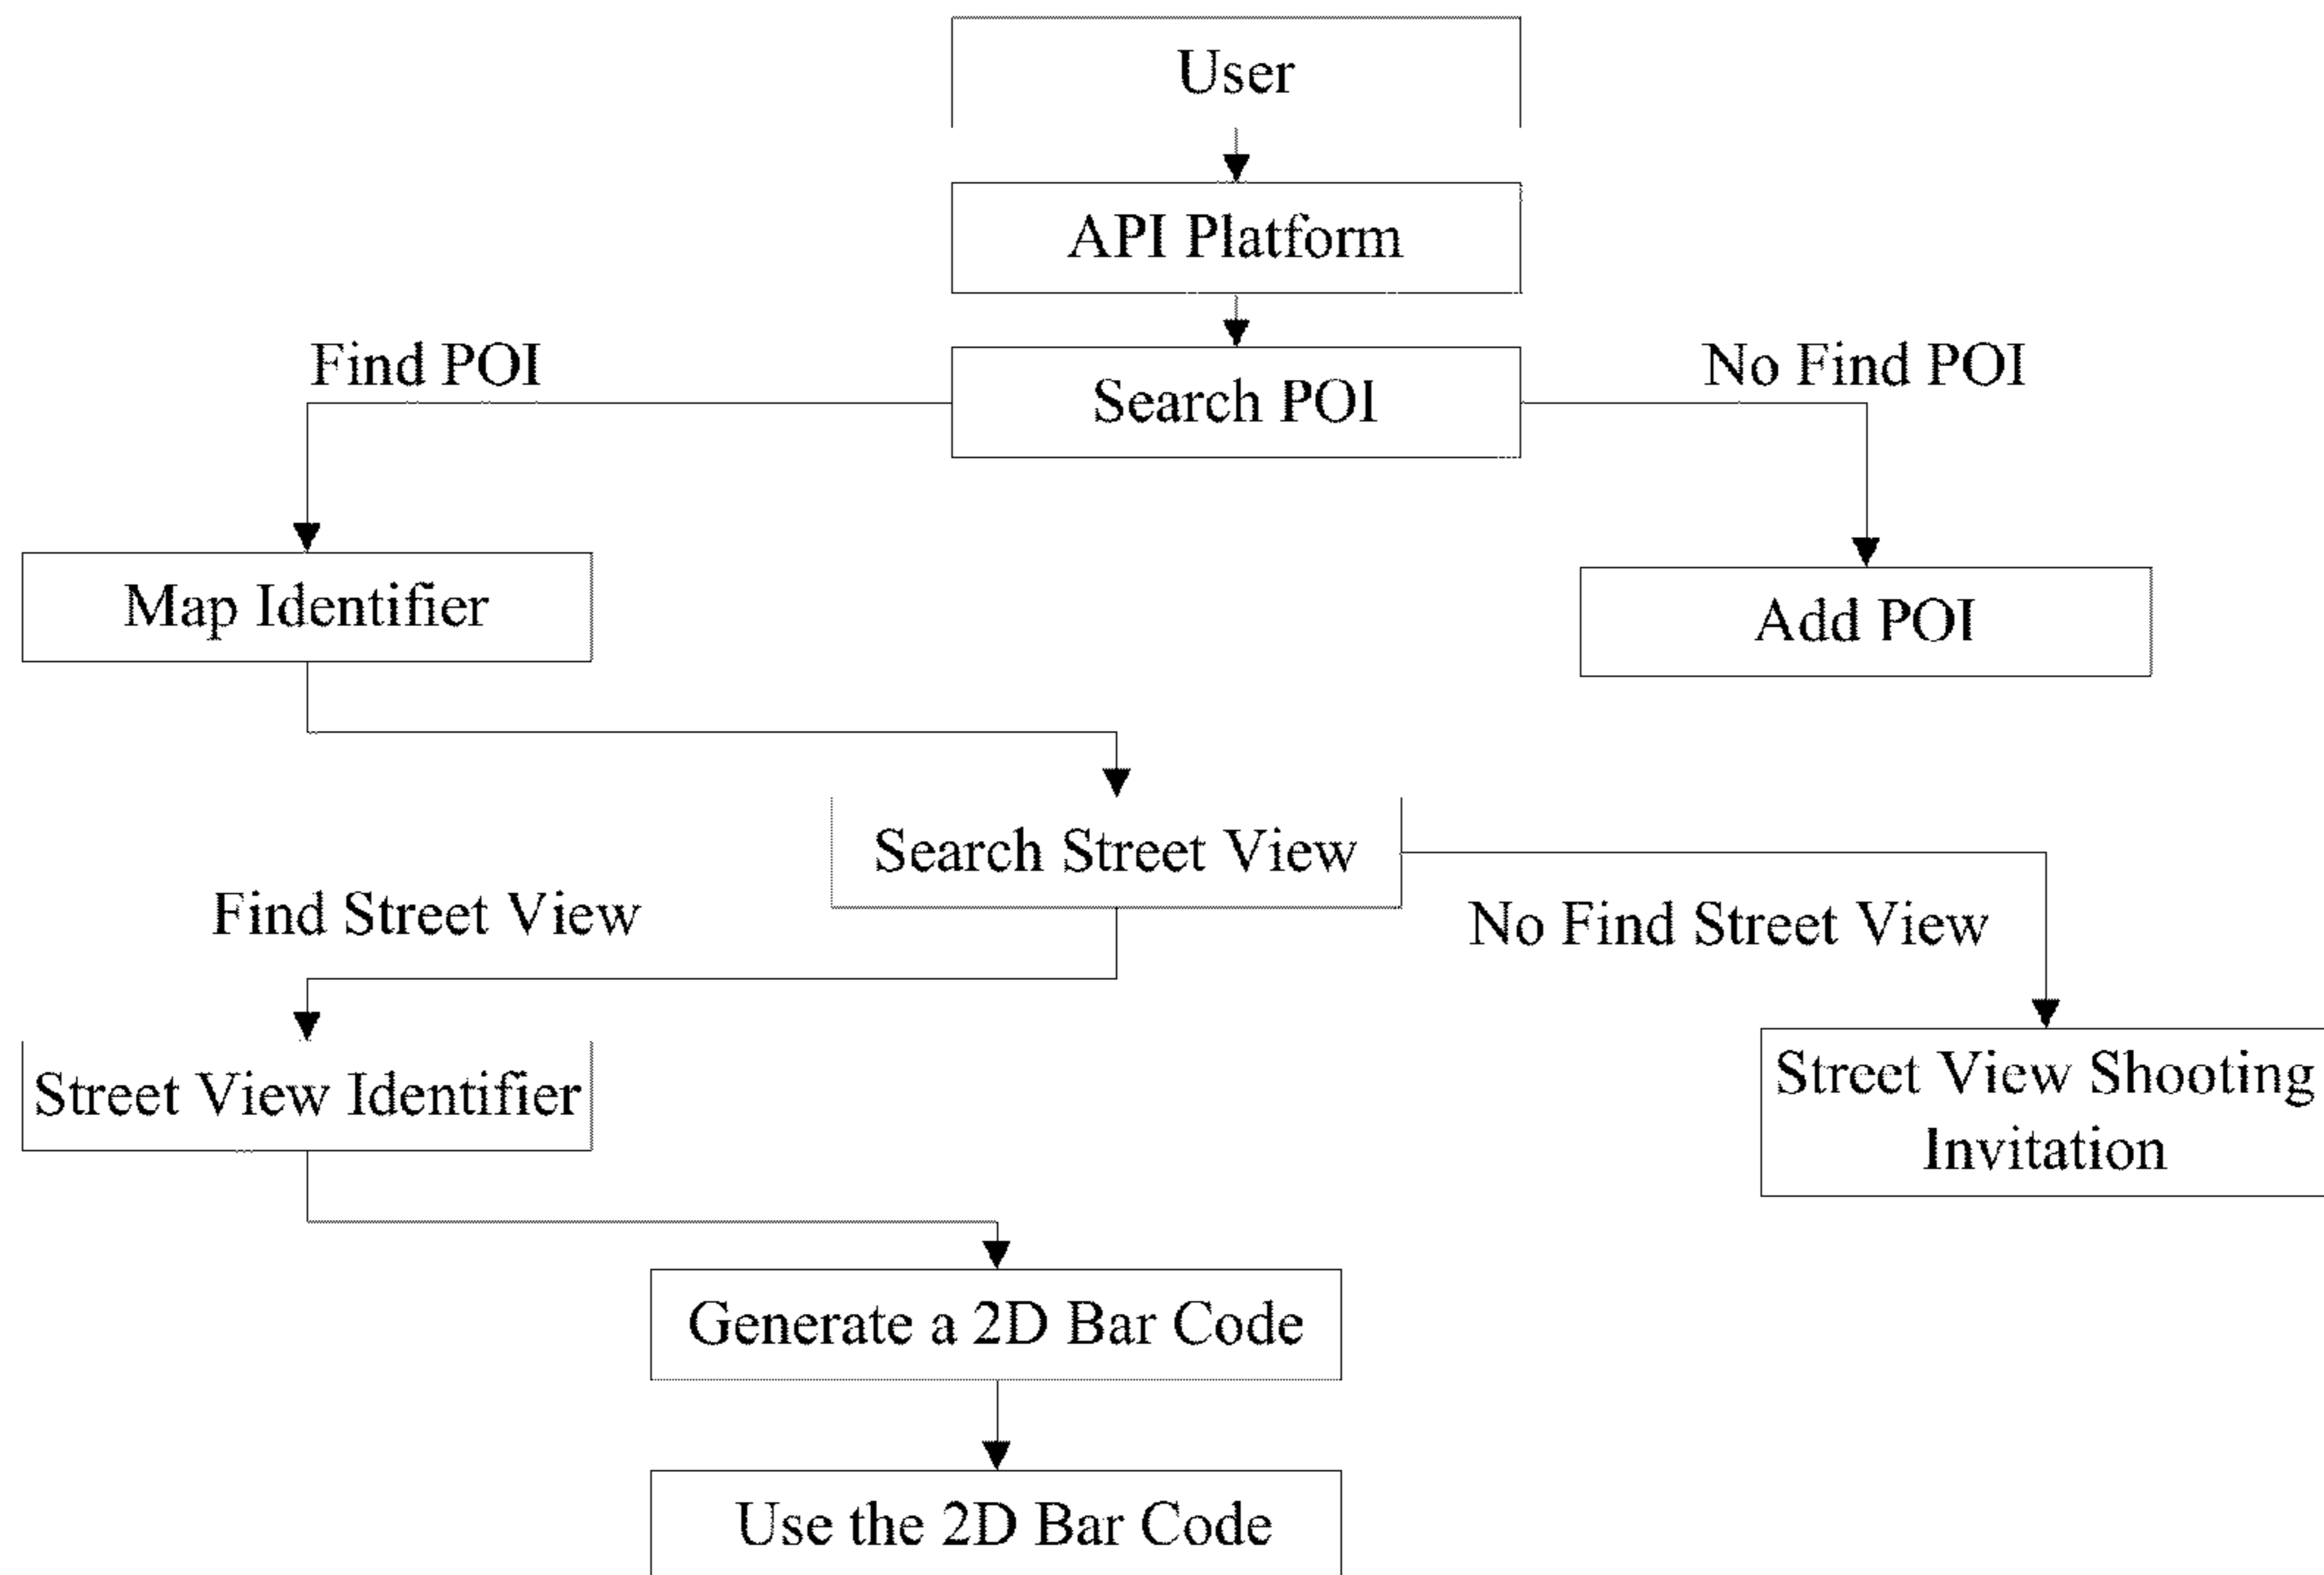 User
API Platform
Find POI
Search POI
No Find POI
Map Identifier
Add POI
Search Street View
Find Street View
No Find Street View
Street View Identifier
Street View Shooting
Invitation
Generate a 2D Bar Code
Use the 2D Bar Code